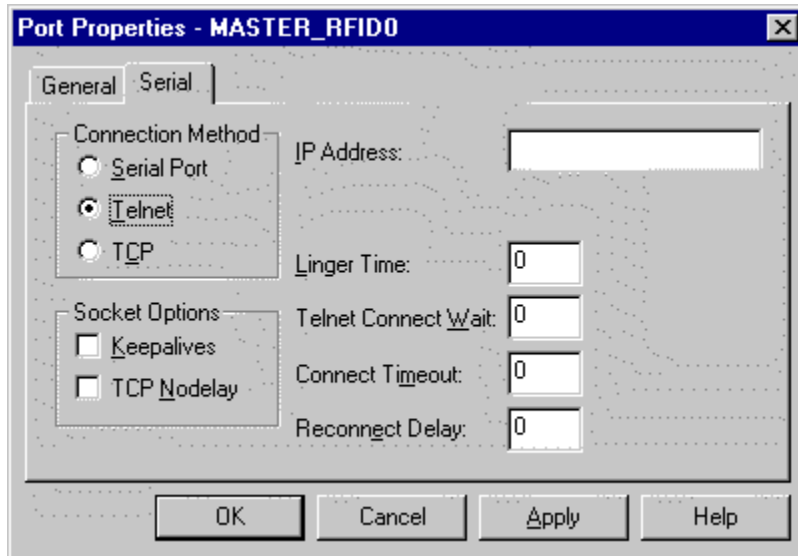 Port Properties - MASTER_RFID0
General Serial
Connection Method
Serial Port
Telnet
TCP
IP Address:
Linger Time: 0
Socket Options
Keepalives
TCP Nodelay
Telnet Connect Wait: 0
Connect Timeout: 0
Reconnect Delay: 0
OK Cancel Apply Help